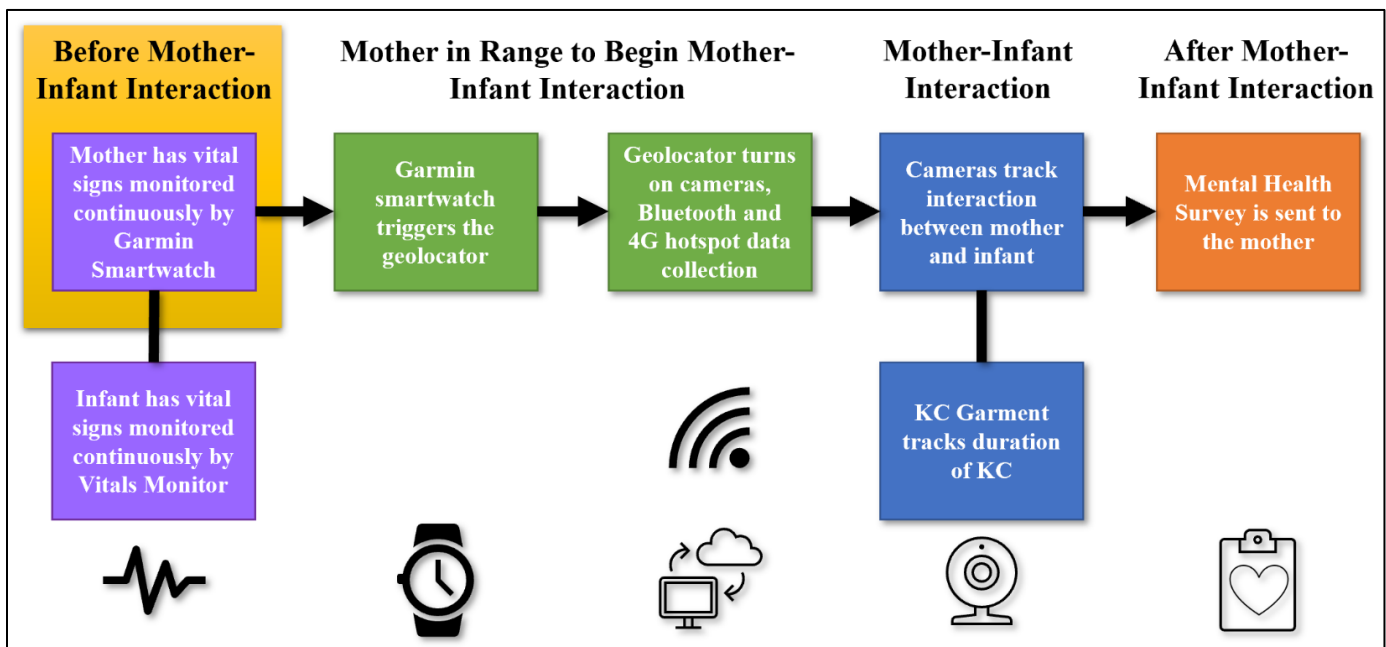 Before Mother-
Infant Interaction
Mother has vital
signs monitored
continuously by
Garmin
Smartwatch
Infant has vital
signs monitored
continuously by
Vitals Monitor
Mother in Range to Begin Mother-
Infant Interaction
Garmin
smartwatch
triggers the
geolocator
Geolocator turns
on cameras,
Bluetooth and
4G hotspot data
collection
Mother-Infant
Interaction
Cameras track
interaction
between mother
and infant
KC Garment
tracks duration
of KC
After Mother-
Infant Interaction
Mental Health
Survey is sent to
the mother